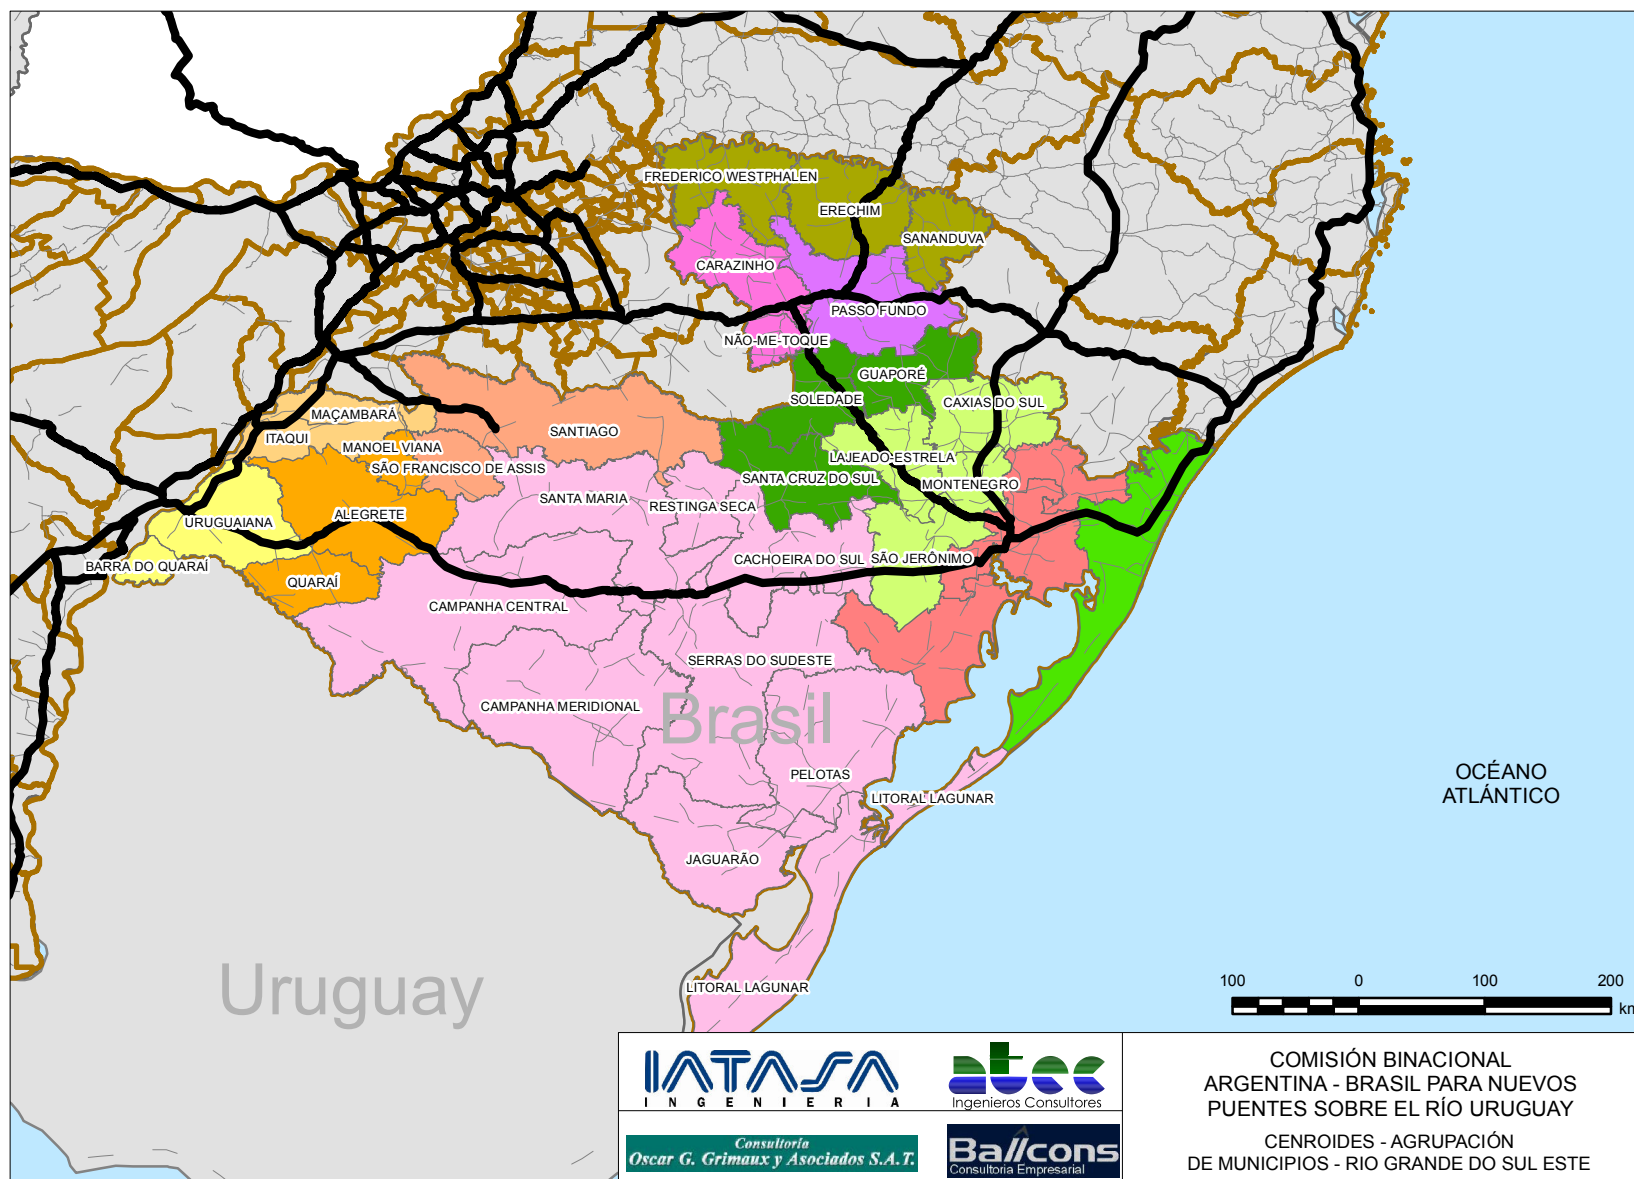 FREDERICO WESTPHALEN
ERECHIM
SANANDUVA
CARAZINHO
PASSO FUNDO
NÃO-ME-TOQUE
GUAPORÉ
SOLEDADE
CAXIAS DO SUL
MAÇAMBARÁ
ITAQUI
SANTIAGO
MANOEL VIANA
SÃO FRANCISCO DE ASSIS
LAJEADO-ESTRELA
SANTA CRUZ DO SUL
MONTENEGRO
SANTA MARIA
RESTINGA SECA
URUGUAIANA
ALEGRETE
BARRA DO QUARAÍ
CACHOEIRA DO SUL
SÃO JERÔNIMO
QUARAÍ
CAMPANHA CENTRAL
SERRAS DO SUDESTE
CAMPANHA MERIDIONAL
Brasil
PELOTAS
LITORAL LAGUNAR
OCÉANO
ATLÁNTICO
JAGUARÃO
Uruguay
LITORAL LAGUNAR
100 0 100 200
km
IATASA
INGENIERIA
atec
Ingenieros Consultores
Consultoría
Oscar G. Grimaux y Asociados S.A.T.
Ballcons
Consultoria Empresarial
COMISIÓN BINACIONAL
ARGENTINA - BRASIL PARA NUEVOS
PUENTES SOBRE EL RÍO URUGUAY
CENROIDES - AGRUPACIÓN
DE MUNICIPIOS - RIO GRANDE DO SUL ESTE